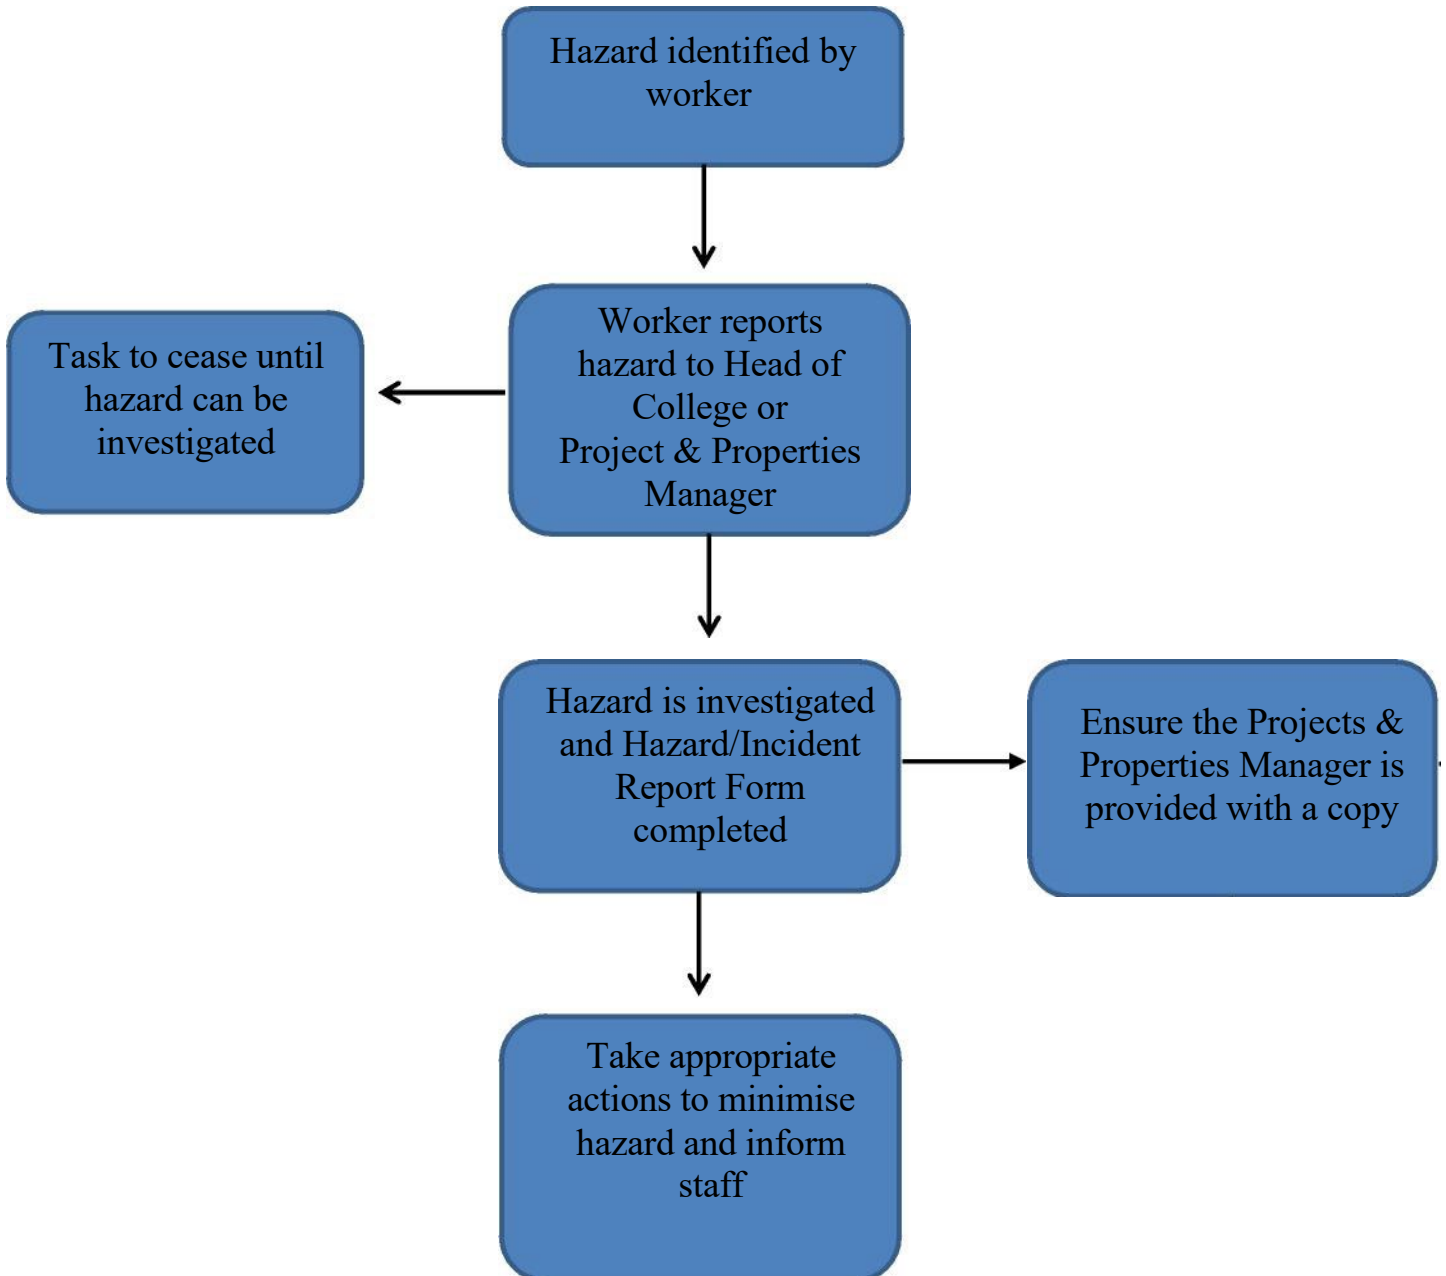 Hazard identified by
worker
Worker reports
hazard to Head of
College or
Project & Properties
Manager
Task to cease until
hazard can be
investigated
Hazard is investigated
and Hazard/Incident
Report Form
completed
Ensure the Projects &
Properties Manager is
provided with a copy
Take appropriate
actions to minimise
hazard and inform
staff